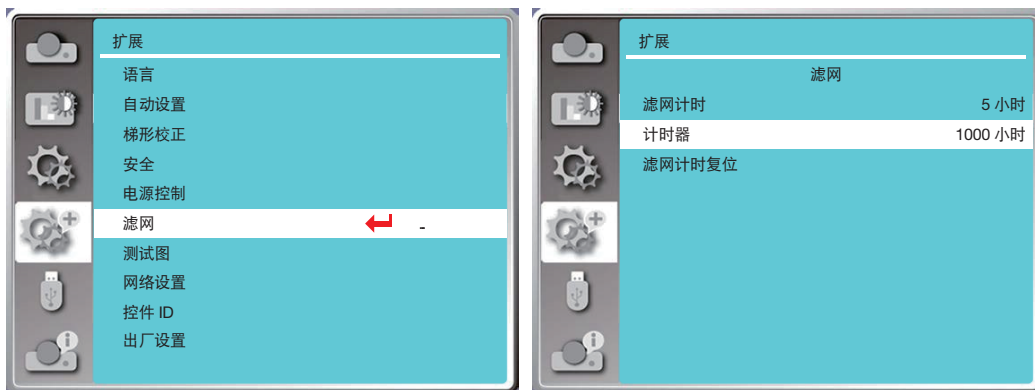 扩展
语言
自动设置
梯形校正
安全
电源控制
滤网 -
测试图
网络设置
控件 ID
出厂设置
扩展
滤网
滤网计时 5 小时
计时器 1000 小时
滤网计时复位